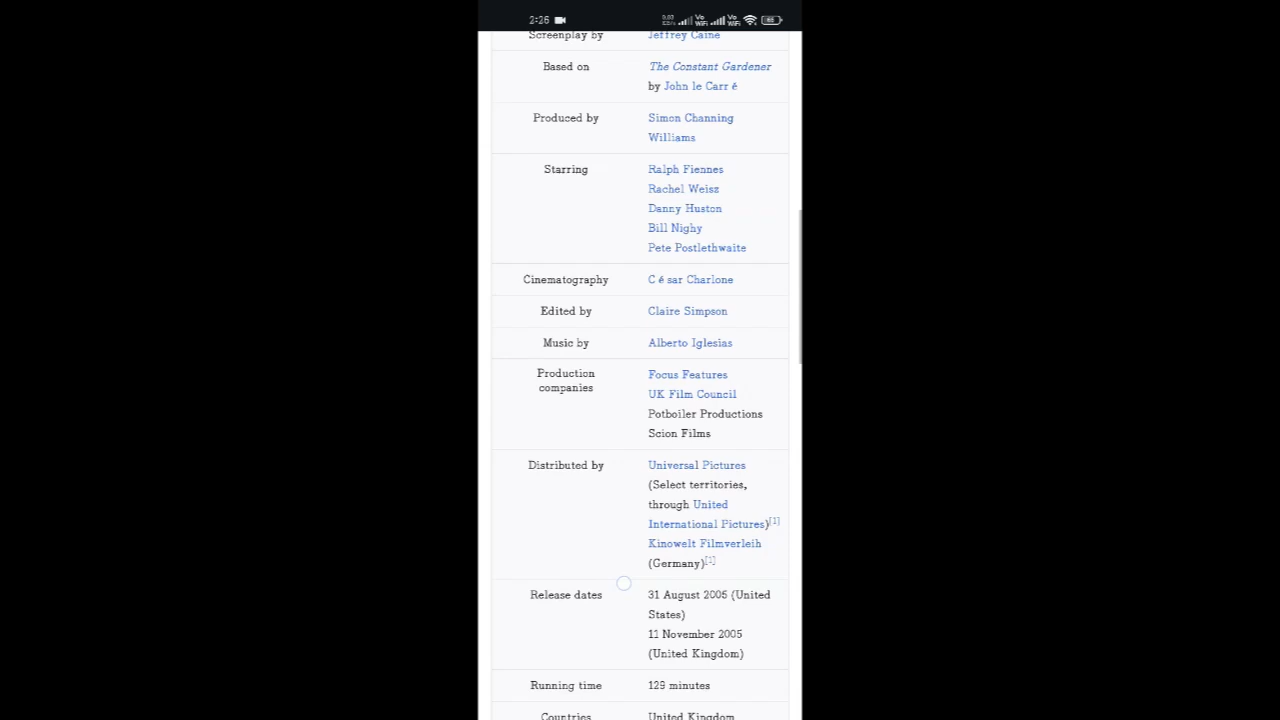 2:26
Screenplay by Jeffrey Caine
Based on The Constant Gardener
by John le Carr é
Produced by Simon Channing
Williams
Starring Ralph Fiennes
Rachel Weisz
Danny Huston
Bill Nighy
Pete Postlethwaite
Cinematography C é sar Charlone
Edited by Claire Simpson
Music by Alberto Iglesias
Production
companies
Focus Features
UK Film Council
Potboiler Productions
Scion Films
Distributed by Universal Pictures
(Select territories,
through United
International Pictures)[1]
Kinowelt Filmverleih
(Germany)[1]
Release dates 31 August 2005 (United
States)
11 November 2005
(United Kingdom)
Running time 129 minutes
Countries United Kingdom